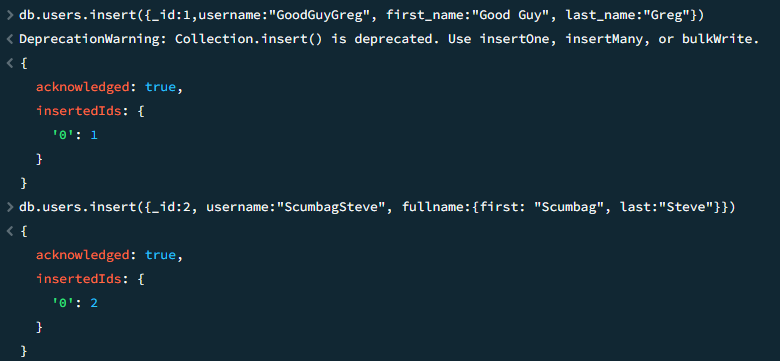 > db.users.insert({_id:1,username:"GoodGuyGreg", first_name:"Good Guy", last_name:"Greg"})
< DeprecationWarning: Collection.insert() is deprecated. Use insertOne, insertMany, or bulkWrite.
< {
acknowledged: true,
insertedIds: {
'0': 1
}
}
> db.users.insert({_id:2, username:"ScumbagSteve", fullname:{first: "Scumbag", last:"Steve"}})
< {
acknowledged: true,
insertedIds: {
'0': 2
}
}